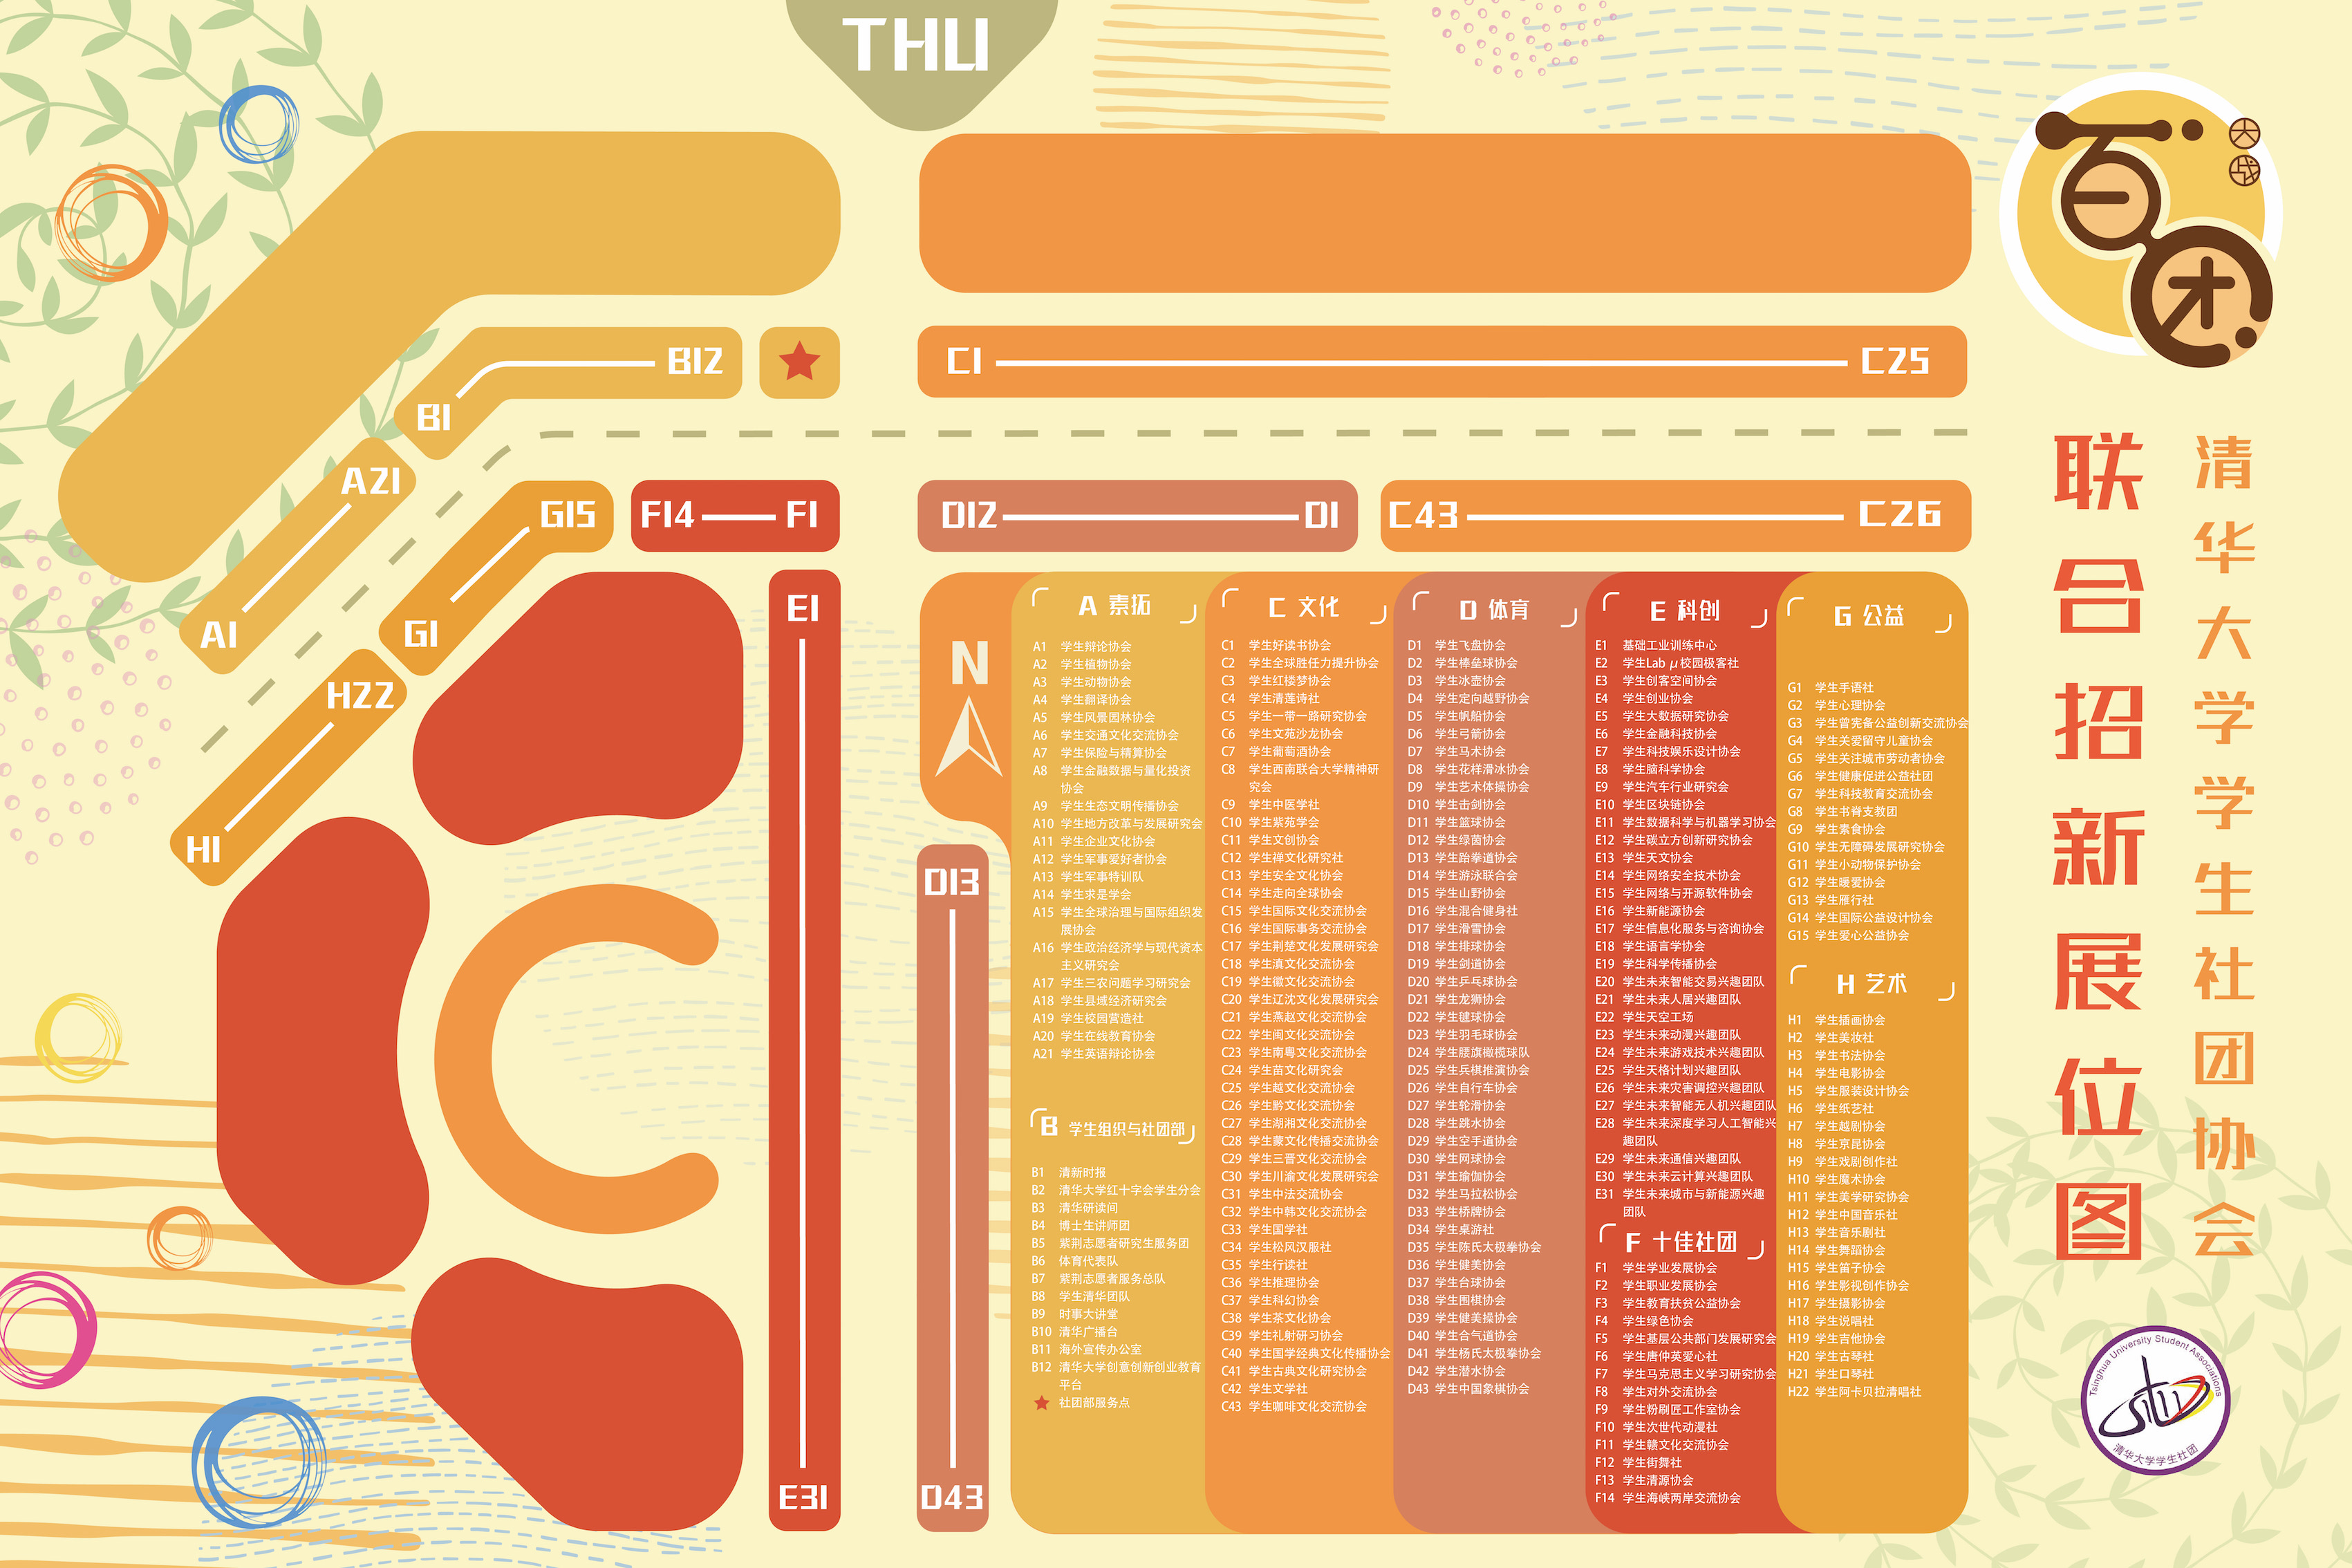 THU
百团
大战
清华大学学生社团协会
联合招新展位图
B12
B1
A21
A1
C1
C25
G15
G1
F14
F1
D12
D1
C43
C26
H22
H1
E1
E31
N
D13
D43
A 素拓
A1 学生辩论协会
A2 学生植物协会
A3 学生动物协会
A4 学生翻译协会
A5 学生风景园林协会
A6 学生交通文化交流协会
A7 学生保险与精算协会
A8 学生金融数据与量化投资
协会
A9 学生生态文明传播协会
A10 学生地方改革与发展研究会
A11 学生企业文化协会
A12 学生军事爱好者协会
A13 学生军事特训队
A14 学生求是学会
A15 学生全球治理与国际组织发
展协会
A16 学生政治经济学与现代资本
主义研究会
A17 学生三农问题学习研究会
A18 学生县域经济研究会
A19 学生校园营造社
A20 学生在线教育协会
A21 学生英语辩论协会
B 学生组织与社团部
B1 清新时报
B2 清华大学红十字会学生分会
B3 清华研读间
B4 博士生讲师团
B5 紫荆志愿者研究生服务团
B6 体育代表队
B7 紫荆志愿者服务总队
B8 学生清华团队
B9 时事大讲堂
B10 清华广播台
B11 海外宣传办公室
B12 清华大学创意创新创业教育
平台
★ 社团部服务点
C 文化
C1 学生好读书协会
C2 学生全球胜任力提升协会
C3 学生红楼梦协会
C4 学生清莲诗社
C5 学生一带一路研究协会
C6 学生文苑沙龙协会
C7 学生葡萄酒协会
C8 学生西南联合大学精神研
究会
C9 学生中医学社
C10 学生紫苑学会
C11 学生文创协会
C12 学生禅文化研究社
C13 学生安全文化协会
C14 学生走向全球协会
C15 学生国际文化交流协会
C16 学生国际事务交流协会
C17 学生荆楚文化发展研究会
C18 学生滇文化交流协会
C19 学生徽文化交流协会
C20 学生辽沈文化发展研究会
C21 学生燕赵文化交流协会
C22 学生闽文化交流协会
C23 学生南粤文化交流协会
C24 学生苗文化研究会
C25 学生越文化交流协会
C26 学生黔文化交流协会
C27 学生湖湘文化交流协会
C28 学生蒙文化传播交流协会
C29 学生三晋文化交流协会
C30 学生川渝文化发展研究会
C31 学生中法交流协会
C32 学生中韩文化交流协会
C33 学生国学社
C34 学生松风汉服社
C35 学生行读社
C36 学生推理协会
C37 学生科幻协会
C38 学生茶文化协会
C39 学生礼射研习协会
C40 学生国学经典文化传播协会
C41 学生古典文化研究协会
C42 学生文学社
C43 学生咖啡文化交流协会
D 体育
D1 学生飞盘协会
D2 学生棒垒球协会
D3 学生冰壶协会
D4 学生定向越野协会
D5 学生帆船协会
D6 学生弓箭协会
D7 学生马术协会
D8 学生花样滑冰协会
D9 学生艺术体操协会
D10 学生击剑协会
D11 学生篮球协会
D12 学生绿茵协会
D13 学生跆拳道协会
D14 学生游泳联合会
D15 学生山野协会
D16 学生混合健身社
D17 学生滑雪协会
D18 学生排球协会
D19 学生剑道协会
D20 学生乒乓球协会
D21 学生龙狮协会
D22 学生毽球协会
D23 学生羽毛球协会
D24 学生腰旗橄榄球队
D25 学生兵棋推演协会
D26 学生自行车协会
D27 学生轮滑协会
D28 学生跳水协会
D29 学生空手道协会
D30 学生网球协会
D31 学生瑜伽协会
D32 学生马拉松协会
D33 学生桥牌协会
D34 学生桌游社
D35 学生陈氏太极拳协会
D36 学生健美协会
D37 学生台球协会
D38 学生围棋协会
D39 学生健美操协会
D40 学生合气道协会
D41 学生杨氏太极拳协会
D42 学生潜水协会
D43 学生中国象棋协会
E 科创
E1 基础工业训练中心
E2 学生Lab μ校园极客社
E3 学生创客空间协会
E4 学生创业协会
E5 学生大数据研究协会
E6 学生金融科技协会
E7 学生科技娱乐设计协会
E8 学生脑科学协会
E9 学生汽车行业研究会
E10 学生区块链协会
E11 学生数据科学与机器学习协会
E12 学生碳立方创新研究协会
E13 学生天文协会
E14 学生网络安全技术协会
E15 学生网络与开源软件协会
E16 学生新能源协会
E17 学生信息化服务与咨询协会
E18 学生语言学协会
E19 学生科学传播协会
E20 学生未来智能交易兴趣团队
E21 学生未来人居兴趣团队
E22 学生天空工场
E23 学生未来动漫兴趣团队
E24 学生未来游戏技术兴趣团队
E25 学生天格计划兴趣团队
E26 学生未来灾害调控兴趣团队
E27 学生未来智能无人机兴趣团队
E28 学生未来深度学习人工智能兴
趣团队
E29 学生未来通信兴趣团队
E30 学生未来云计算兴趣团队
E31 学生未来城市与新能源兴趣
团队
F 十佳社团
F1 学生学业发展协会
F2 学生职业发展协会
F3 学生教育扶贫公益协会
F4 学生绿色协会
F5 学生基层公共部门发展研究会
F6 学生唐仲英爱心社
F7 学生马克思主义学习研究协会
F8 学生对外交流协会
F9 学生粉刷匠工作室协会
F10 学生次世代动漫社
F11 学生赣文化交流协会
F12 学生街舞社
F13 学生清源协会
F14 学生海峡两岸交流协会
G 公益
G1 学生手语社
G2 学生心理协会
G3 学生曾宪备公益创新交流协会
G4 学生关爱留守儿童协会
G5 学生关注城市劳动者协会
G6 学生健康促进公益社团
G7 学生科技教育交流协会
G8 学生书脊支教团
G9 学生素食协会
G10 学生无障碍发展研究协会
G11 学生小动物保护协会
G12 学生暖爱协会
G13 学生雁行社
G14 学生国际公益设计协会
G15 学生爱心公益协会
H 艺术
H1 学生插画协会
H2 学生美妆社
H3 学生书法协会
H4 学生电影协会
H5 学生服装设计协会
H6 学生纸艺社
H7 学生越剧协会
H8 学生京昆协会
H9 学生戏剧创作社
H10 学生魔术协会
H11 学生美学研究协会
H12 学生中国音乐社
H13 学生音乐剧社
H14 学生舞蹈协会
H15 学生笛子协会
H16 学生影视创作协会
H17 学生摄影协会
H18 学生说唱社
H19 学生吉他协会
H20 学生古琴社
H21 学生口琴社
H22 学生阿卡贝拉清唱社
Tsinghua University Student Associations
清华大学学生社团